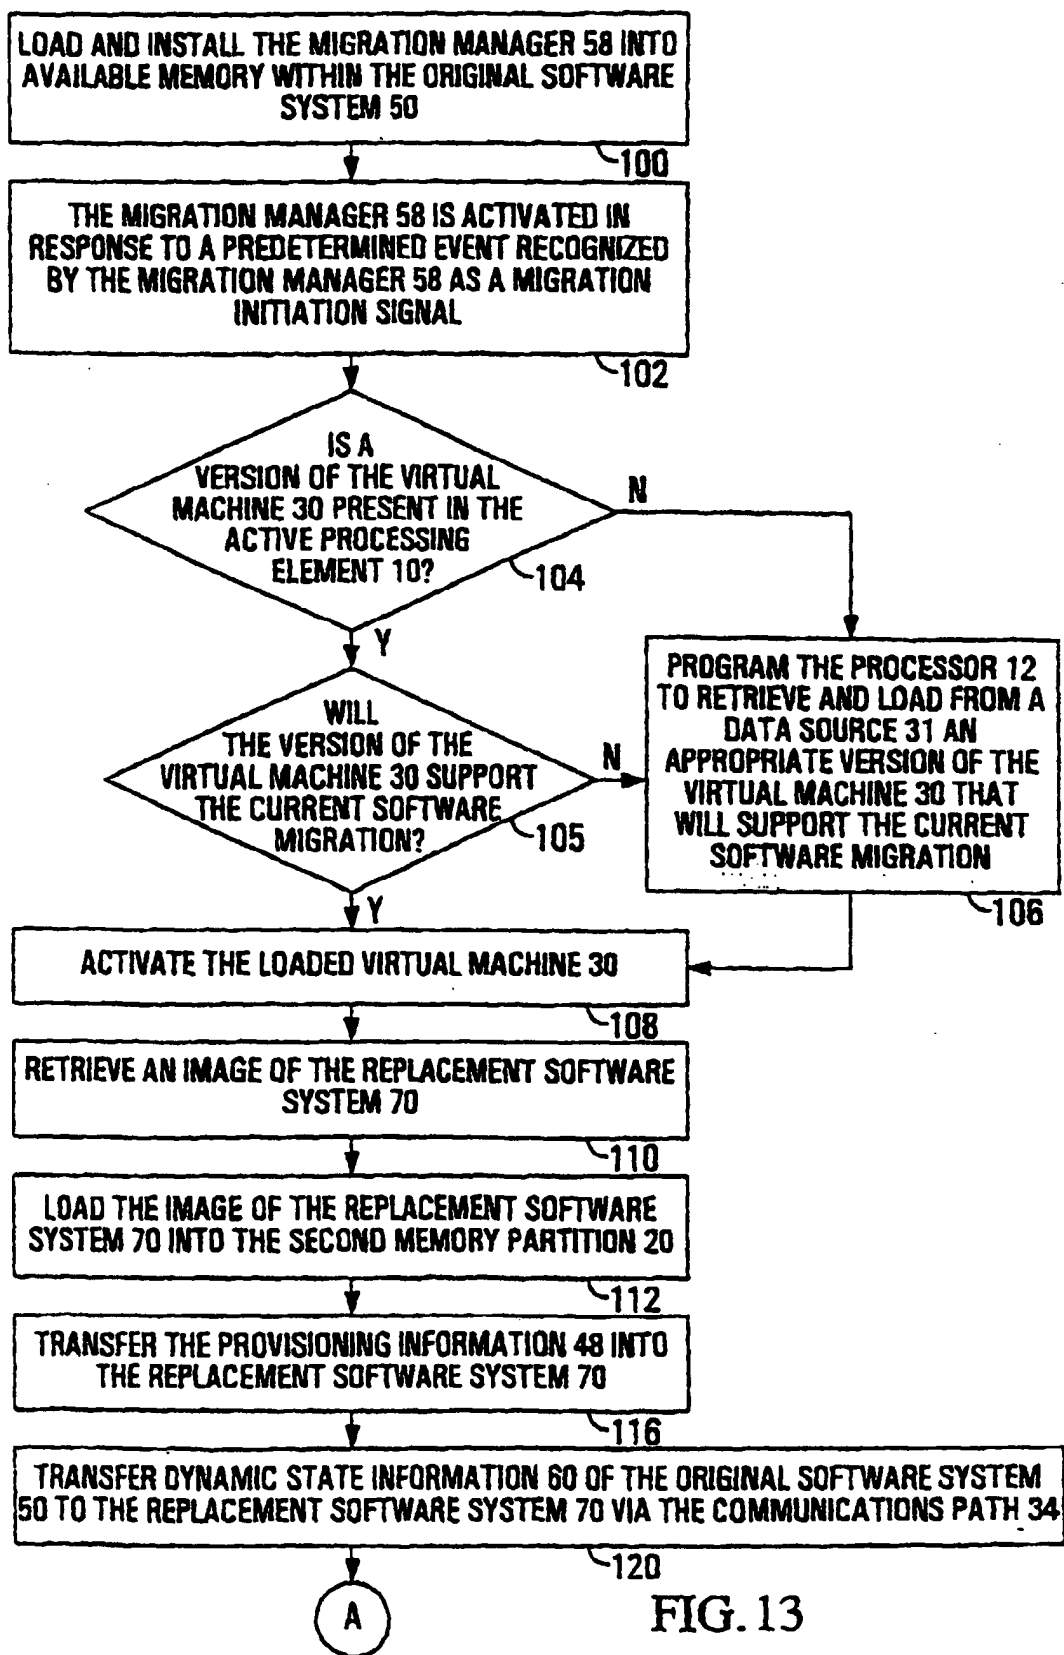 LOAD AND INSTALL THE MIGRATION MANAGER 58 INTO
AVAILABLE MEMORY WITHIN THE ORIGINAL SOFTWARE
SYSTEM 50
100
THE MIGRATION MANAGER 58 IS ACTIVATED IN
RESPONSE TO A PREDETERMINED EVENT RECOGNIZED
BY THE MIGRATION MANAGER 58 AS A MIGRATION
INITIATION SIGNAL
102
IS A
VERSION OF THE VIRTUAL
MACHINE 30 PRESENT IN THE
ACTIVE PROCESSING
ELEMENT 10?
104
N
Y
WILL
THE VERSION OF THE
VIRTUAL MACHINE 30 SUPPORT
THE CURRENT SOFTWARE
MIGRATION?
105
N
Y
PROGRAM THE PROCESSOR 12
TO RETRIEVE AND LOAD FROM A
DATA SOURCE 31 AN
APPROPRIATE VERSION OF THE
VIRTUAL MACHINE 30 THAT
WILL SUPPORT THE CURRENT
SOFTWARE MIGRATION
106
ACTIVATE THE LOADED VIRTUAL MACHINE 30
108
RETRIEVE AN IMAGE OF THE REPLACEMENT SOFTWARE
SYSTEM 70
110
LOAD THE IMAGE OF THE REPLACEMENT SOFTWARE
SYSTEM 70 INTO THE SECOND MEMORY PARTITION 20
112
TRANSFER THE PROVISIONING INFORMATION 48 INTO
THE REPLACEMENT SOFTWARE SYSTEM 70
116
TRANSFER DYNAMIC STATE INFORMATION 60 OF THE ORIGINAL SOFTWARE SYSTEM
50 TO THE REPLACEMENT SOFTWARE SYSTEM 70 VIA THE COMMUNICATIONS PATH 34
120
A
FIG. 13